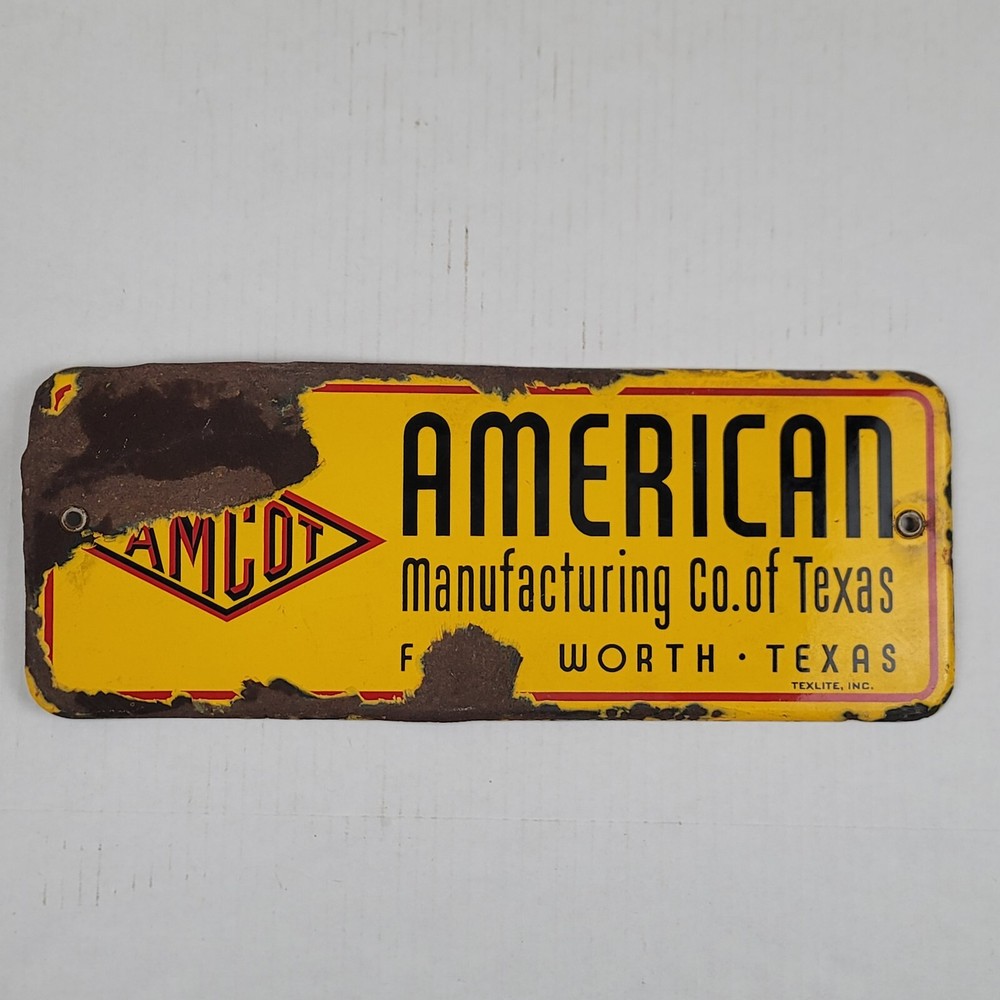 AMCOT
AMERICAN
Manufacturing Co. of Texas
F WORTH · TEXAS
TEXLITE, INC.